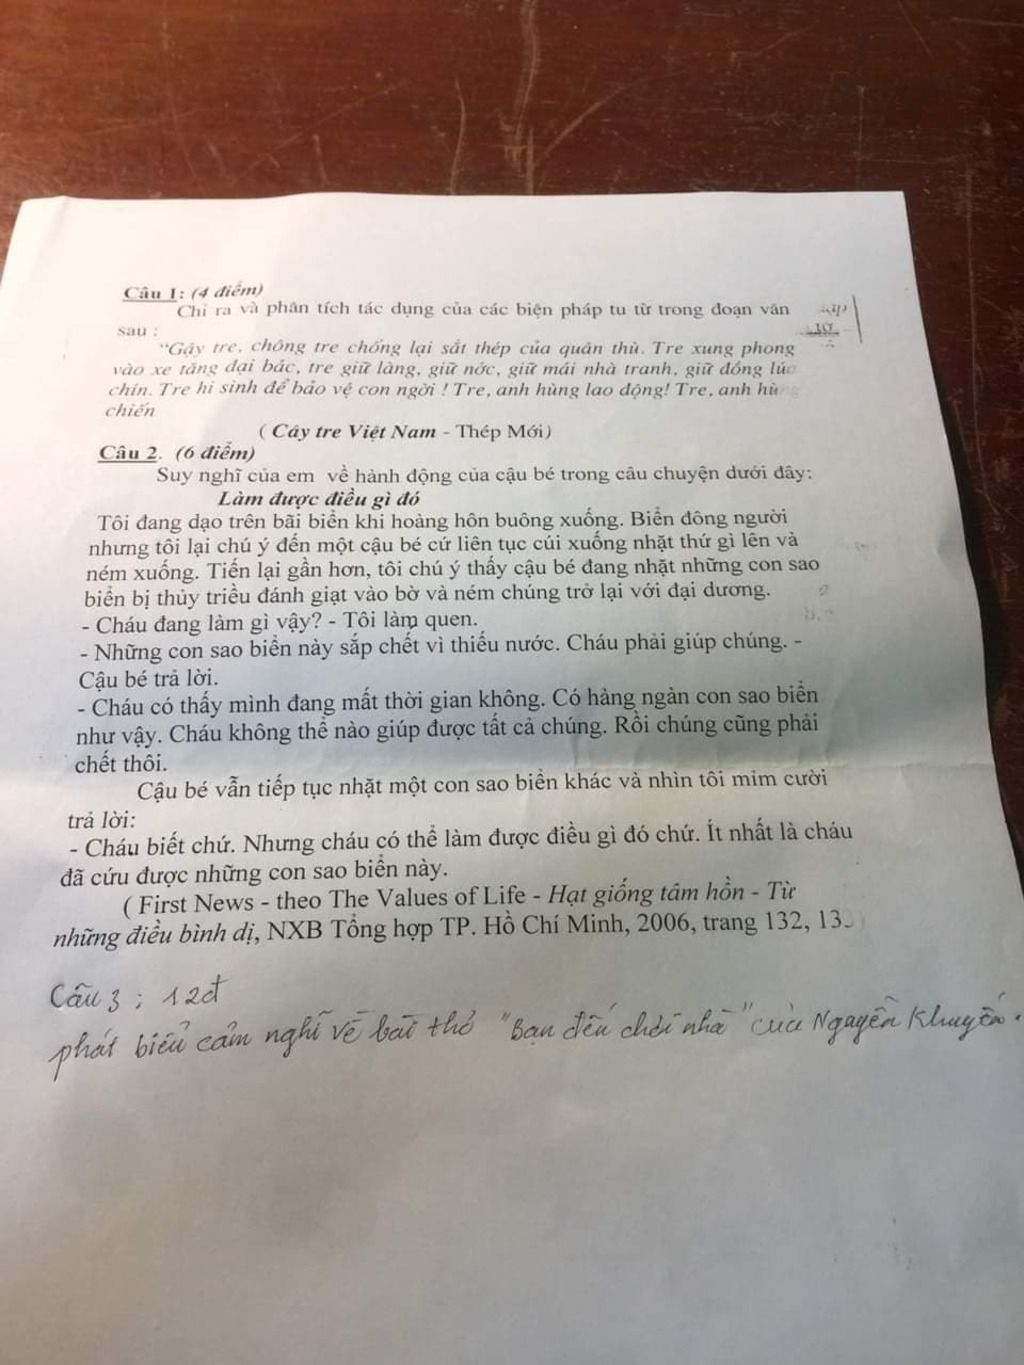 Câu 1: (4 điểm)
Chỉ ra và phân tích tác dụng của các biện pháp tu từ trong đoạn văn
sau :
“Gậy tre, chông tre chống lại sắt thép của quân thù. Tre xung phong
vào xe tăng đại bác, tre giữ làng, giữ nớc, giữ mái nhà tranh, giữ đồng lúa
chín. Tre hi sinh để bảo vệ con ngời ! Tre, anh hùng lao động! Tre, anh hùng
chiến
( Cây tre Việt Nam - Thép Mới)
Câu 2. (6 điểm)
Suy nghĩ của em về hành động của cậu bé trong câu chuyện dưới đây:
Làm được điều gì đó
Tôi đang dạo trên bãi biển khi hoàng hôn buông xuống. Biển đông người
nhưng tôi lại chú ý đến một cậu bé cứ liên tục cúi xuống nhặt thứ gì lên và
ném xuống. Tiến lại gần hơn, tôi chú ý thấy cậu bé đang nhặt những con sao
biển bị thủy triều đánh giạt vào bờ và ném chúng trở lại với đại dương.
- Cháu đang làm gì vậy? - Tôi làm quen.
- Những con sao biển này sắp chết vì thiếu nước. Cháu phải giúp chúng. -
Cậu bé trả lời.
- Cháu có thấy mình đang mất thời gian không. Có hàng ngàn con sao biển
như vậy. Cháu không thể nào giúp được tất cả chúng. Rồi chúng cũng phải
chết thôi.
Cậu bé vẫn tiếp tục nhặt một con sao biển khác và nhìn tôi mỉm cười
trả lời:
- Cháu biết chứ. Nhưng cháu có thể làm được điều gì đó chứ. Ít nhất là cháu
đã cứu được những con sao biển này.
( First News - theo The Values of Life - Hạt giống tâm hồn - Từ
những điều bình dị, NXB Tổng hợp TP. Hồ Chí Minh, 2006, trang 132,
Câu 3 ; 12đ
phát biểu cảm nghĩ về bài thơ "Bạn đến chơi nhà" của Nguyễn Khuyến.